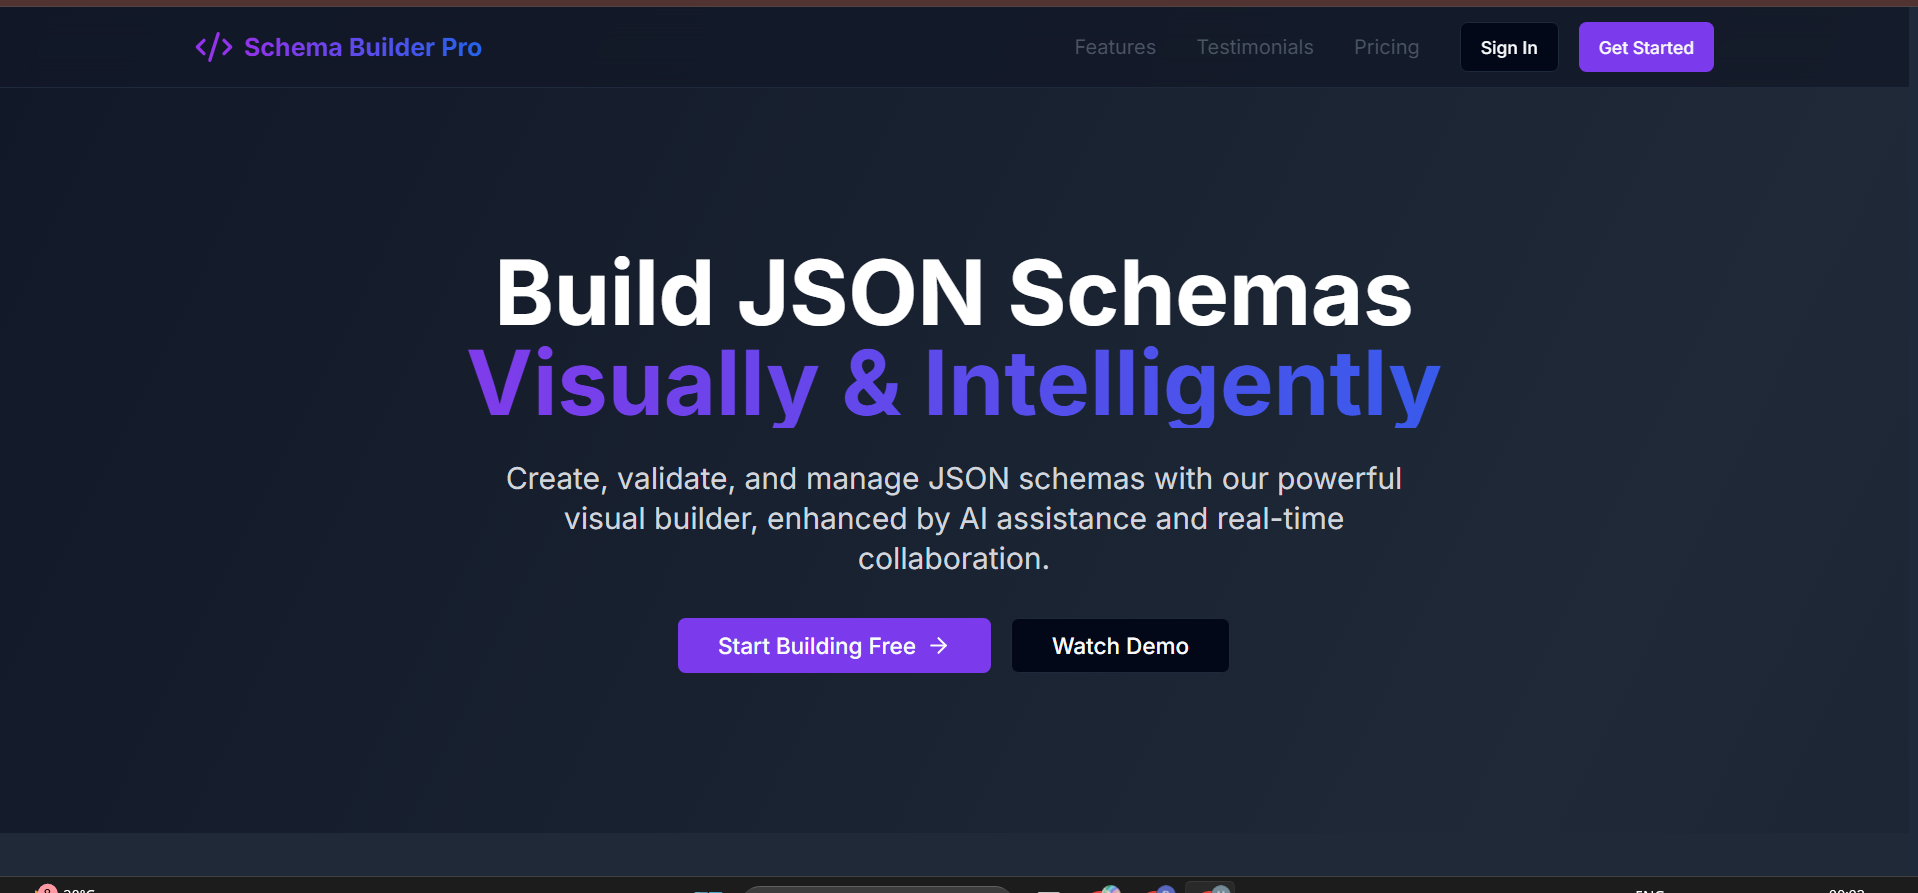 Schema Builder Pro
Features
Testimonials
Pricing
Sign In
Get Started
Build JSON Schemas
Visually & Intelligently
Create, validate, and manage JSON schemas with our powerful
visual builder, enhanced by AI assistance and real-time
collaboration.
Start Building Free →
Watch Demo